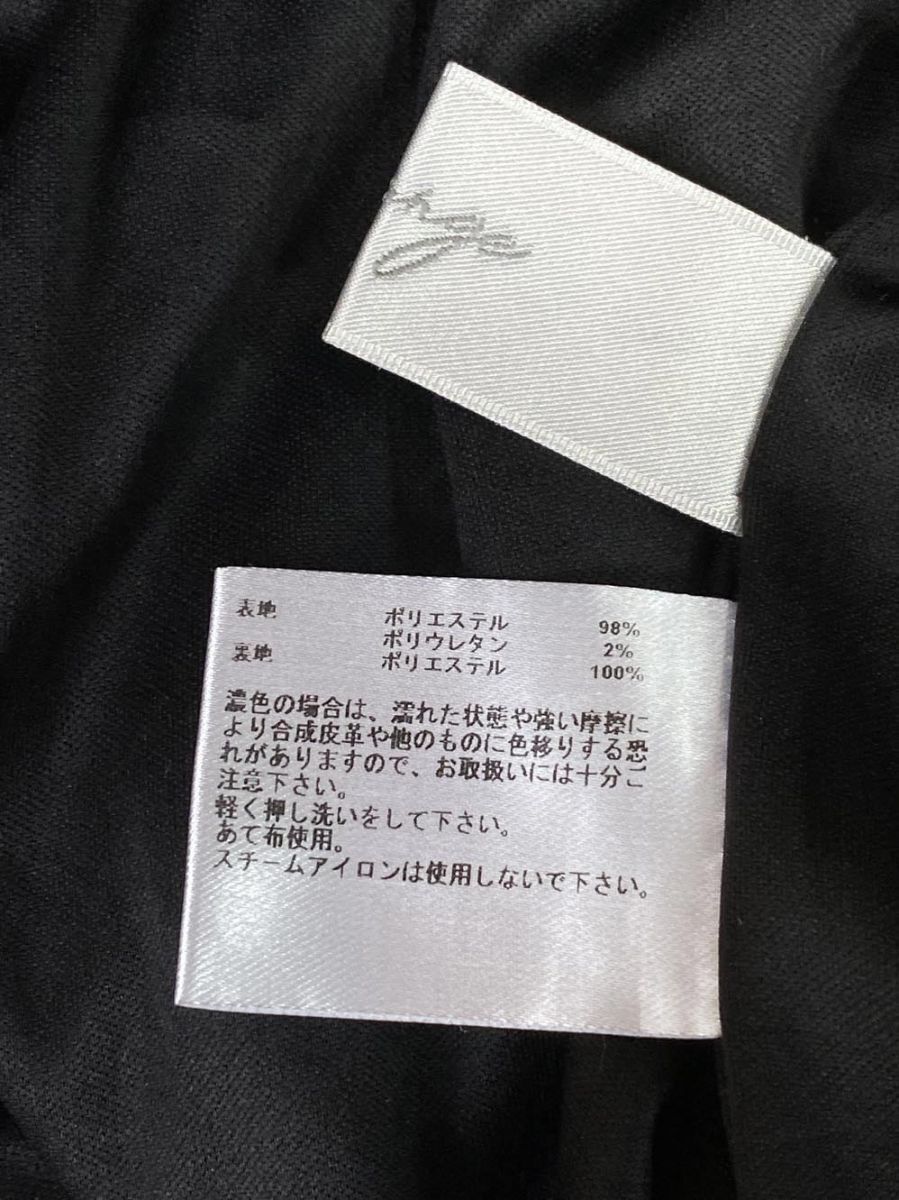 nge
表地 ポリエステル 98%
ポリウレタン 2%
裏地 ポリエステル 100%
濃色の場合は、濡れた状態や強い摩擦に
より合成皮革や他のものに色移りする恐
れがありますので、お取扱いには十分ご
注意下さい。
軽く押し洗いをして下さい。
あて布使用。
スチームアイロンは使用しないで下さい。